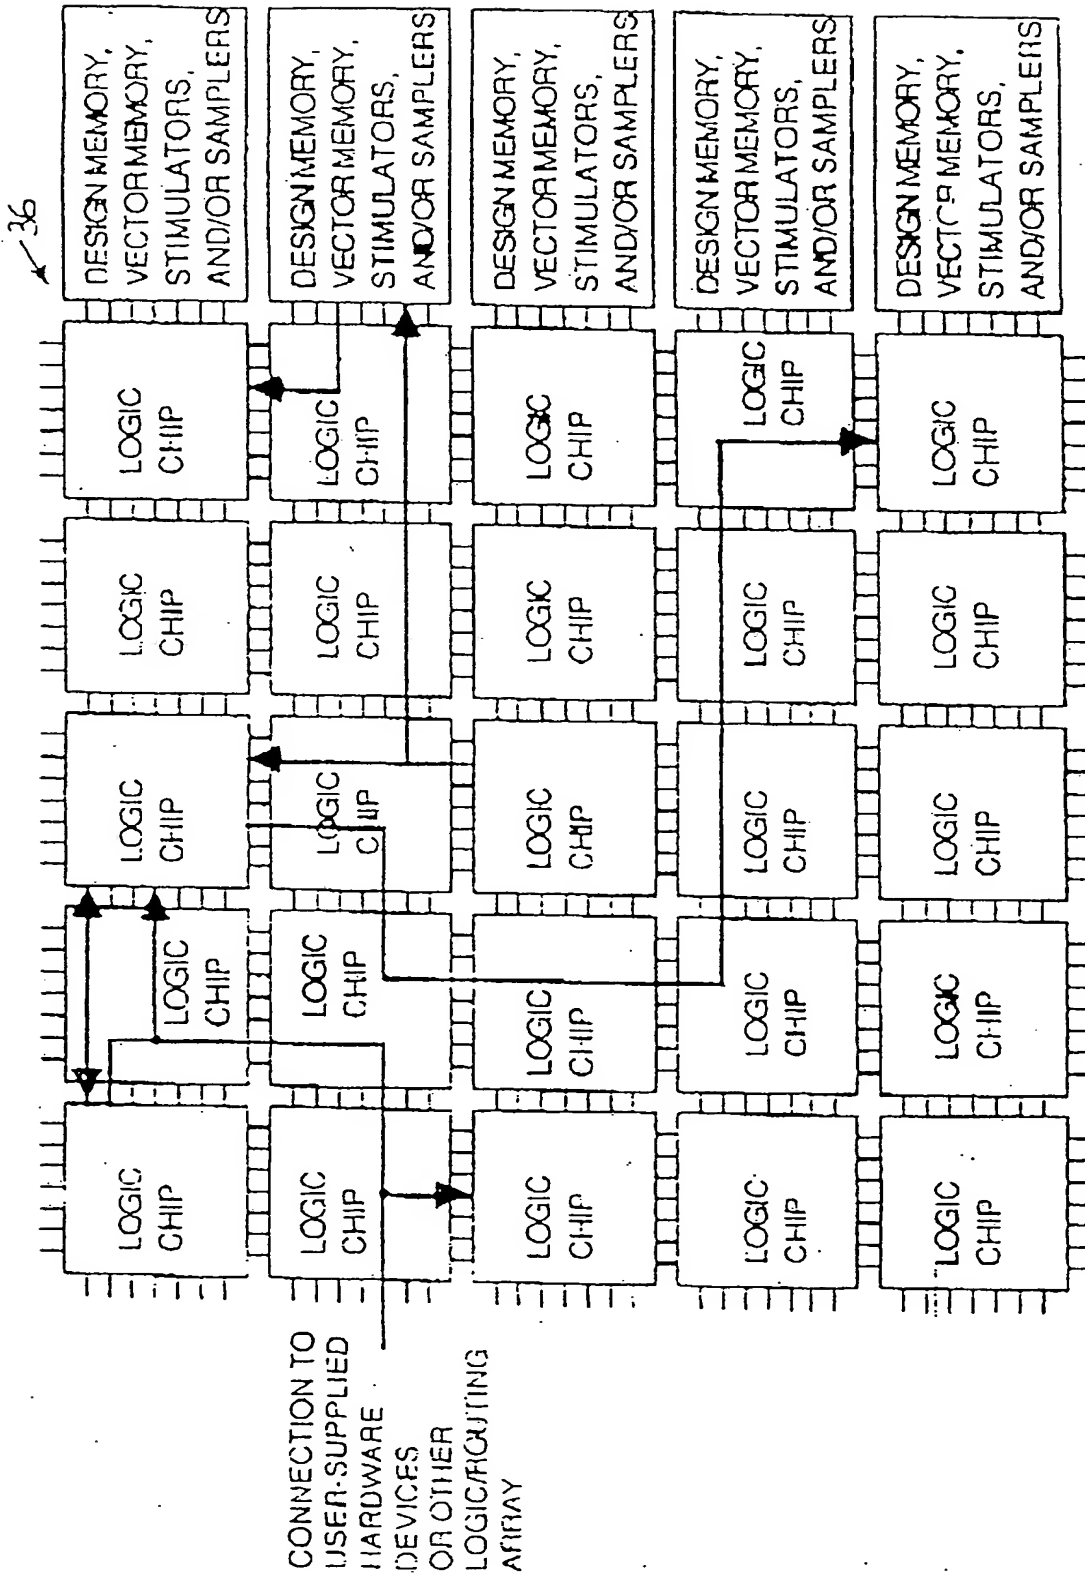 36
LOGIC
CHIP
LOGIC
CHIP
LOGIC
CHIP
LOGIC
CHIP
LOGIC
CHIP
DESIGN MEMORY,
VECTOR MEMORY,
STIMULATORS,
AND/OR SAMPLERS
CONNECTION TO
USER-SUPPLIED
HARDWARE
DEVICES
OR OTHER
LOGIC/ROUTING
ARRAY
LOGIC
CHIP
LOGIC
CHIP
LOGIC
CHIP
LOGIC
CHIP
LOGIC
CHIP
DESIGN MEMORY,
VECTOR MEMORY,
STIMULATORS,
AND/OR SAMPLERS
LOGIC
CHIP
LOGIC
CHIP
LOGIC
CHIP
LOGIC
CHIP
LOGIC
CHIP
DESIGN MEMORY,
VECTOR MEMORY,
STIMULATORS,
AND/OR SAMPLERS
LOGIC
CHIP
LOGIC
CHIP
LOGIC
CHIP
LOGIC
CHIP
LOGIC
CHIP
DESIGN MEMORY,
VECTOR MEMORY,
STIMULATORS,
AND/OR SAMPLERS
LOGIC
CHIP
LOGIC
CHIP
LOGIC
CHIP
LOGIC
CHIP
LOGIC
CHIP
DESIGN MEMORY,
VECTOR MEMORY,
STIMULATORS,
AND/OR SAMPLERS